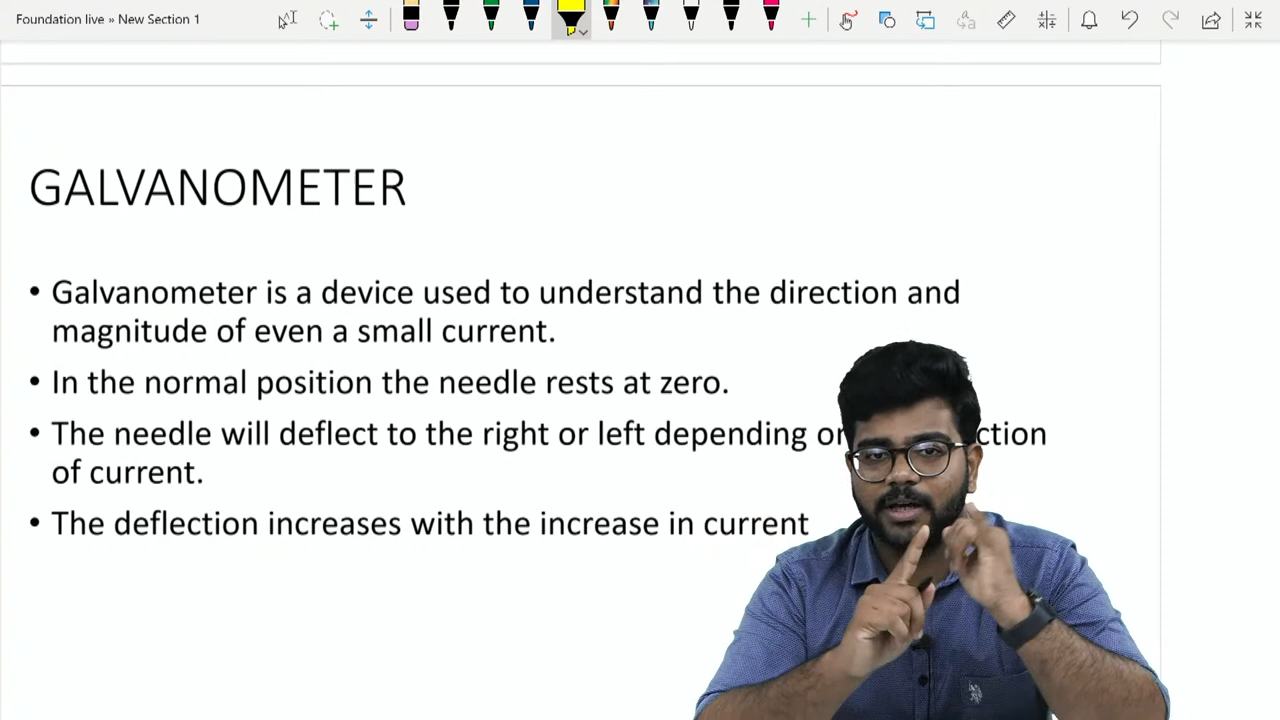 Foundation live » New Section 1
GALVANOMETER
• Galvanometer is a device used to understand the direction and
magnitude of even a small current.
• In the normal position the needle rests at zero.
• The needle will deflect to the right or left depending
of current.
• The deflection increases with the increase in current